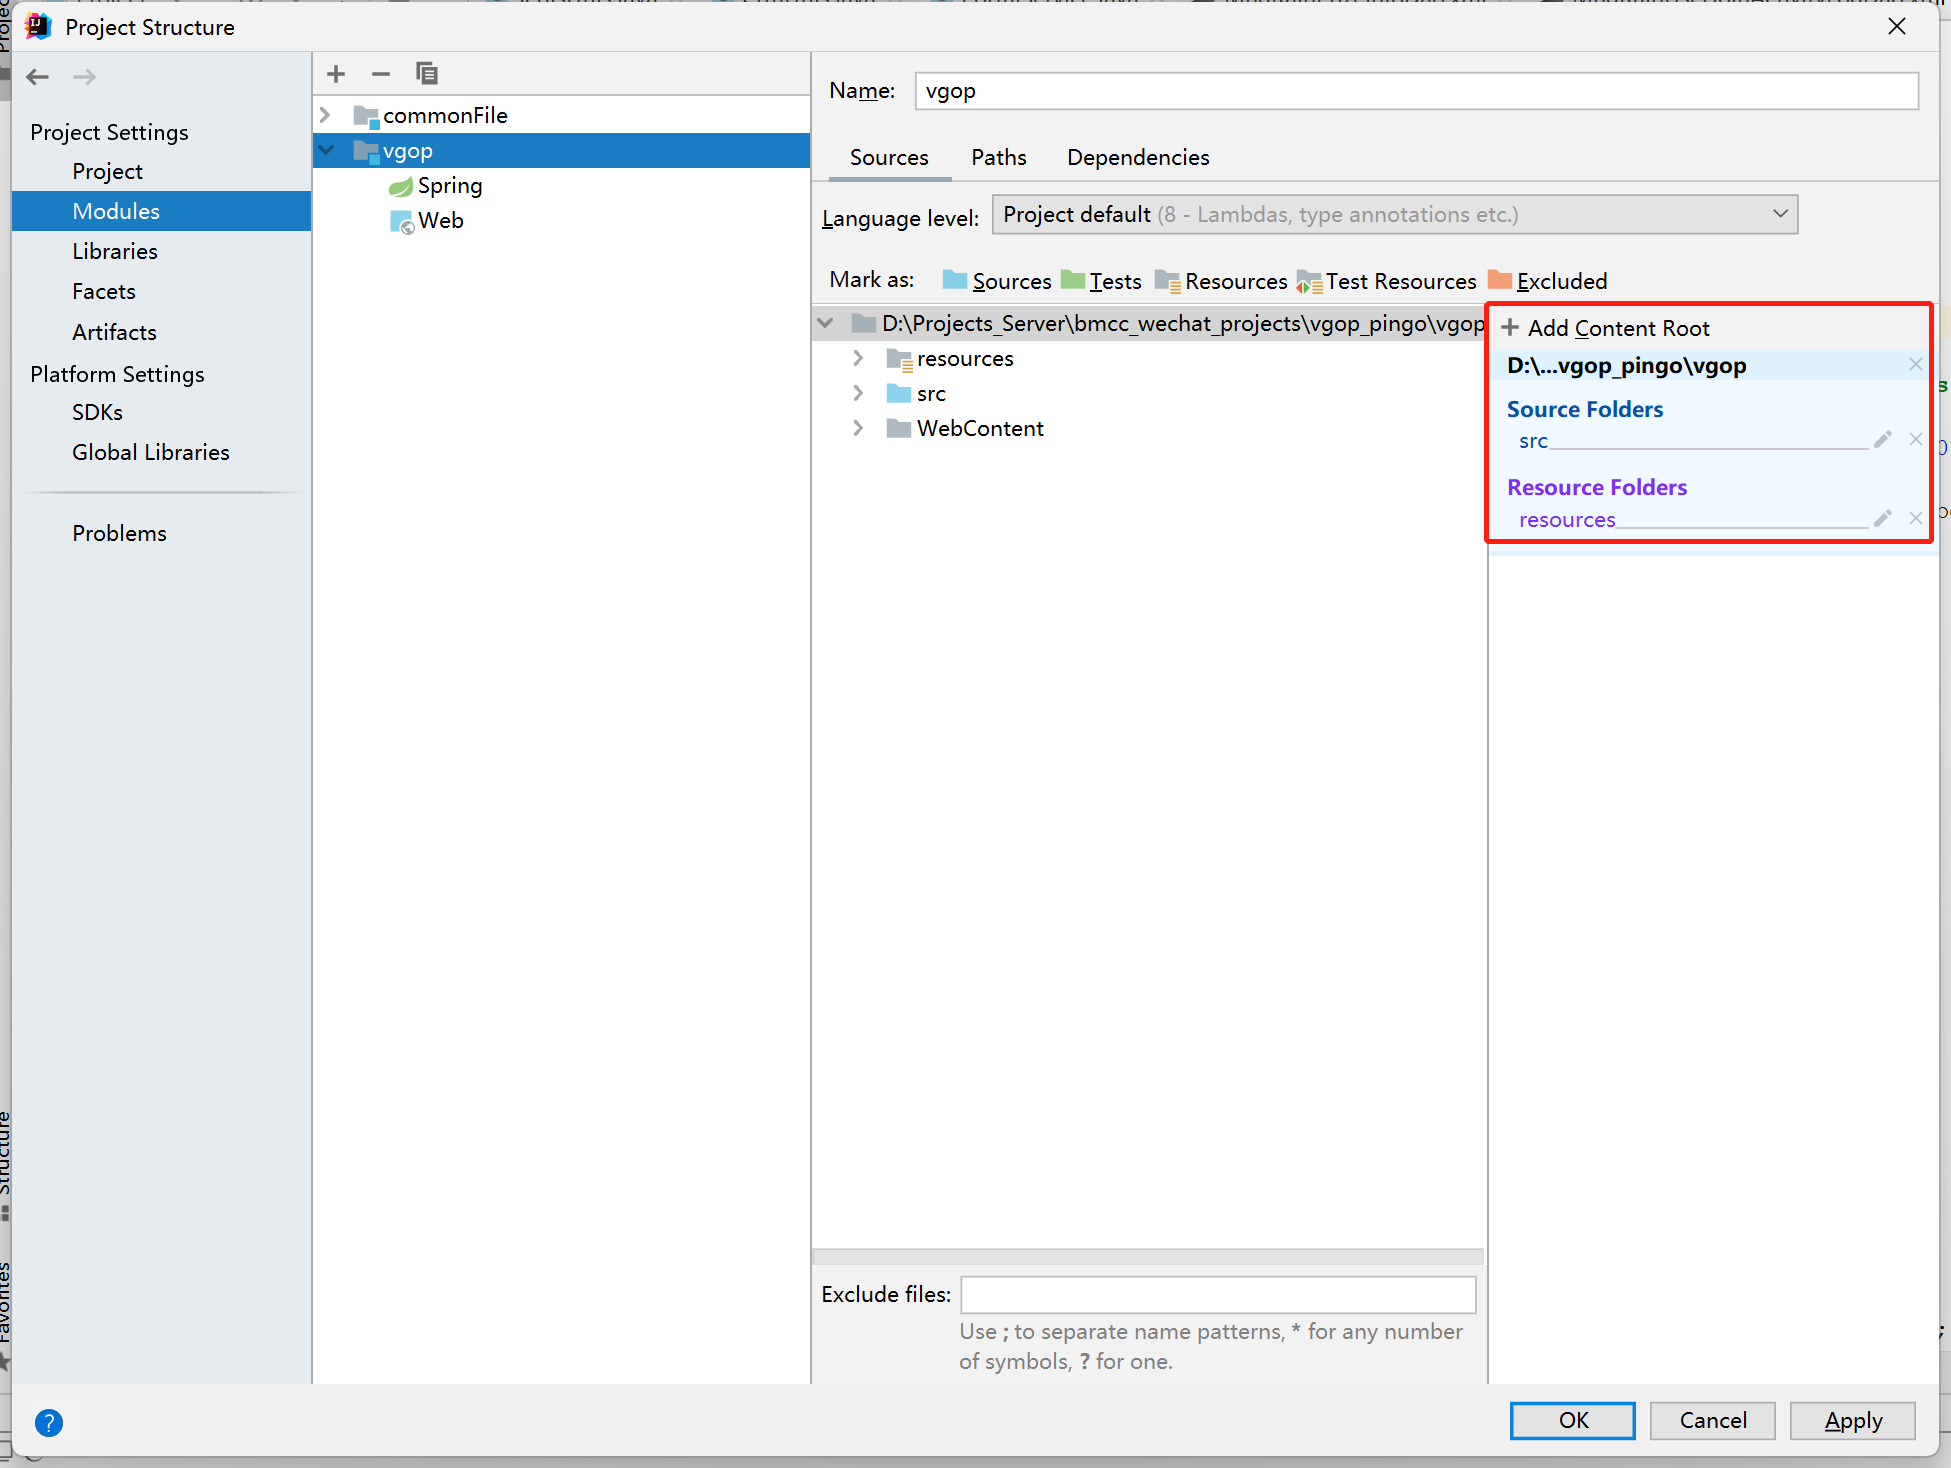 Project Structure
Project Settings
Project
Modules
Libraries
Facets
Artifacts
Platform Settings
SDKs
Global Libraries
Problems
commonFile
vgop
Spring
Web
Name: vgop
Sources Paths Dependencies
Language level: Project default (8 - Lambdas, type annotations etc.)
Mark as: Sources Tests Resources Test Resources Excluded
D:\Projects_Server\bmcc_wechat_projects\vgop_pingo\vgop
resources
src
WebContent
Add Content Root
D:\...vgop_pingo\vgop
Source Folders
src
Resource Folders
resources
Exclude files:
Use ; to separate name patterns, * for any number
of symbols, ? for one.
Structure
Favorites
? OK Cancel Apply